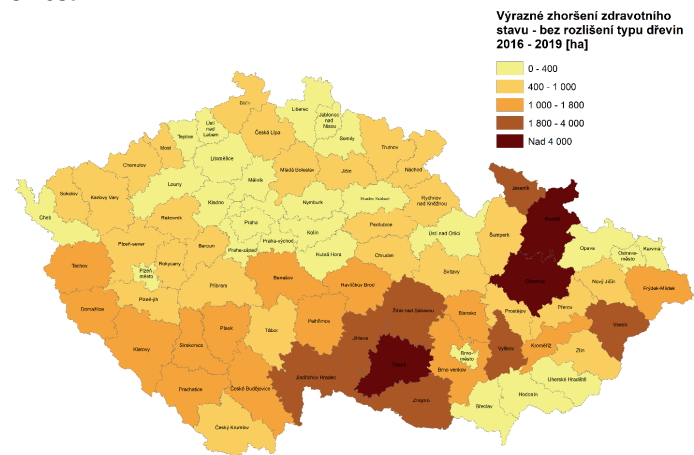 Výrazné zhoršení zdravotního
stavu - bez rozlišení typu dřevin
2016 - 2019 [ha]
0 - 400
400 - 1 000
1 000 - 1 800
1 800 - 4 000
Nad 4 000
Děčín
Liberec
Jablonec
nad
Nisou
Semily
Ústí
nad
Labem
Teplice
Česká Lípa
Most
Trutnov
Litoměřice
Chomutov
Mladá Boleslav
Jičín
Náchod
Jeseník
Sokolov
Karlovy Vary
Louny
Mělník
Rychnov
nad Kněžnou
Cheb
Kladno
Nymburk
Hradec Králové
Rakovník
Praha
Kolín
Pardubice
Ústí nad Orlicí
Šumperk
Opava
Ostrava-
město
Karviná
Plzeň-sever
Beroun
Praha-západ
Praha-východ
Kutná Hora
Chrudim
Tachov
Plzeň
město
Rokycany
Svitavy
Olomouc
Nový Jičín
Frýdek-Místek
Příbram
Benešov
Havlíčkův Brod
Plzeň-jih
Domažlice
Žďár nad Sázavou
Blansko
Prostějov
Přerov
Písek
Tábor
Pelhřimov
Vsetín
Klatovy
Strakonice
Jihlava
Vyškov
Kroměříž
Zlín
Brno-
město
Třebíč
Brno-venkov
Jindřichův Hradec
Uherské Hradiště
Prachatice
České Budějovice
Hodonín
Znojmo
Břeclav
Český Krumlov